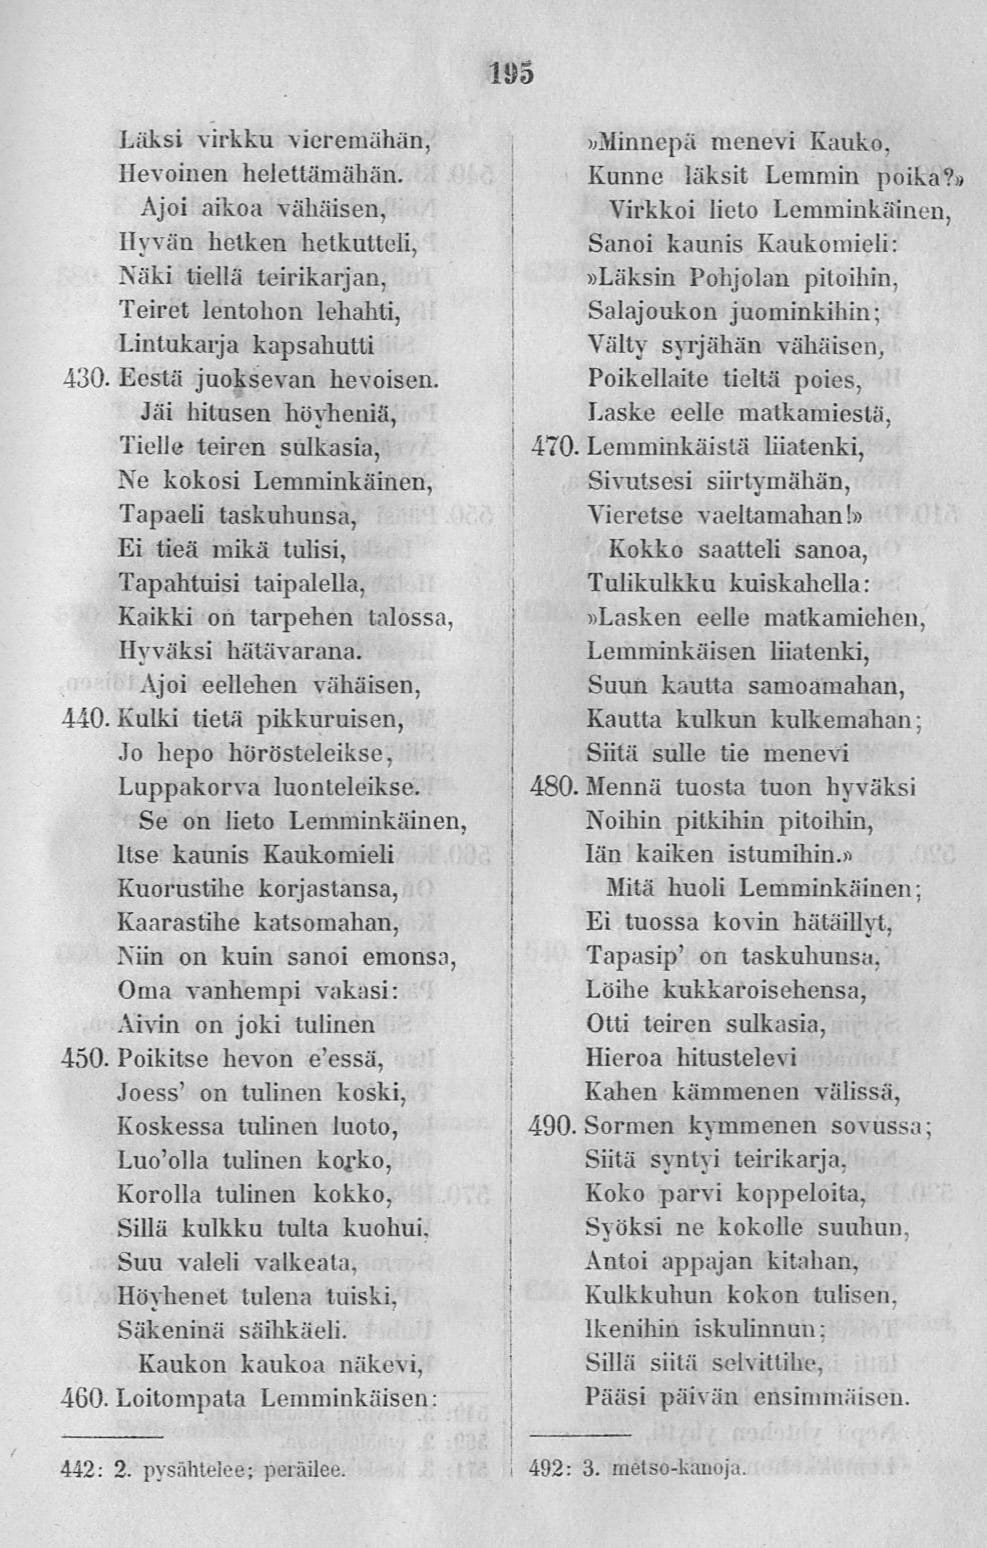 195
Läksi virkku vieremähän,
Hevoinen helettämähän.
Ajoi aikoa vähäisen,
Hyvän hetken hetkutteli,
Näki tiellä teirikarjan,
Teiret lentohon lehahti,
Lintukarja kapsahutti
430. Eestä juoksevan hevoisen.
Jäi hitusen höyheniä,
Tielle teiren sulkasia,
Ne kokosi Lemminkäinen,
Tapaeli taskuhunsa,
Ei tieä mikä tulisi,
Tapahtuisi taipalella,
Kaikki on tarpehen talossa,
Hyväksi hätävarana.
Ajoi eellehen vähäisen,
440. Kulki tietä pikkuruisen,
Jo hepo hörösteleikse,
Luppakorva luonteleikse.
Se on lieto Lemminkäinen,
Itse kaunis Kaukomieli
Kuorustihe korjastansa,
Kaarastihe katsomahan,
Niin on kuin sanoi emonsa,
Oma vanhempi vakasi:
Aivin on joki tulinen
450. Poikitse hevon e'essä,
Joess' on tulinen koski,
Koskessa tulinen luoto,
Luo'olla tulinen korko,
Korolla tulinen kokko,
Sillä kulkku tulta kuohui,
Suu valeli valkeata,
Höyhenet tulena tuiski,
Säkeninä säihkäeli.
Kaukon kaukoa näkevi,
460. Loitompata Lemminkäisen:
442: 2. pysähtelee; peräilee.
»Minnepä menevi Kauko,
Kunne läksit Lemmin poika?»
Virkkoi lieto Lemminkäinen,
Sanoi kaunis Kaukomieli:
»Läksin Pohjolan pitoihin,
Salajoukon juominkihin;
Välty syrjähän vähäisen,
Poikellaite tieltä poies,
Laske eelle matkamiestä,
470. Lemminkäistä liiatenki,
Sivutsesi siirtymähän,
Vieretse vaeltamahan!»
Kokko saatteli sanoa,
Tulikulkku kuiskahella:
»Lasken eelle matkamiehen,
Lemminkäisen liiatenki,
Suun kautta samoamahan,
Kautta kulkun kulkemahan;
Siitä sulle tie menevi
480. Mennä tuosta tuon hyväksi
Noihin pitkihin pitoihin,
Iän kaiken istumihin.»
Mitä huoli Lemminkäinen;
Ei tuossa kovin hätäillyt,
Tapasip' on taskuhunsa,
Löihe kukkaroisehensa,
Otti teiren sulkasia,
Hieroa hitustelevi
Kahen kämmenen välissä,
490. Sormen kymmenen sovussa;
Siitä syntyi teirikarja,
Koko parvi koppeloita,
Syöksi ne kokolle suuhun,
Antoi appajan kitahan,
Kulkkuhun kokon tulisen,
Ikenihin iskulinnun;
Sillä siitä selvittihe,
Pääsi päivän ensimmäisen.
492: 3. metso-kanoja.